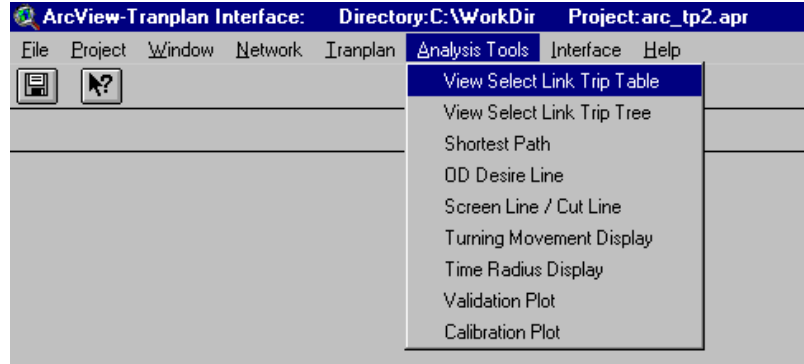 ArcView-Tranplan Interface: Directory:C:\WorkDir Project:arc_tp2.apr
File Project Window Network Tranplan Analysis Tools Interface Help
View Select Link Trip Table
View Select Link Trip Tree
Shortest Path
OD Desire Line
Screen Line / Cut Line
Turning Movement Display
Time Radius Display
Validation Plot
Calibration Plot